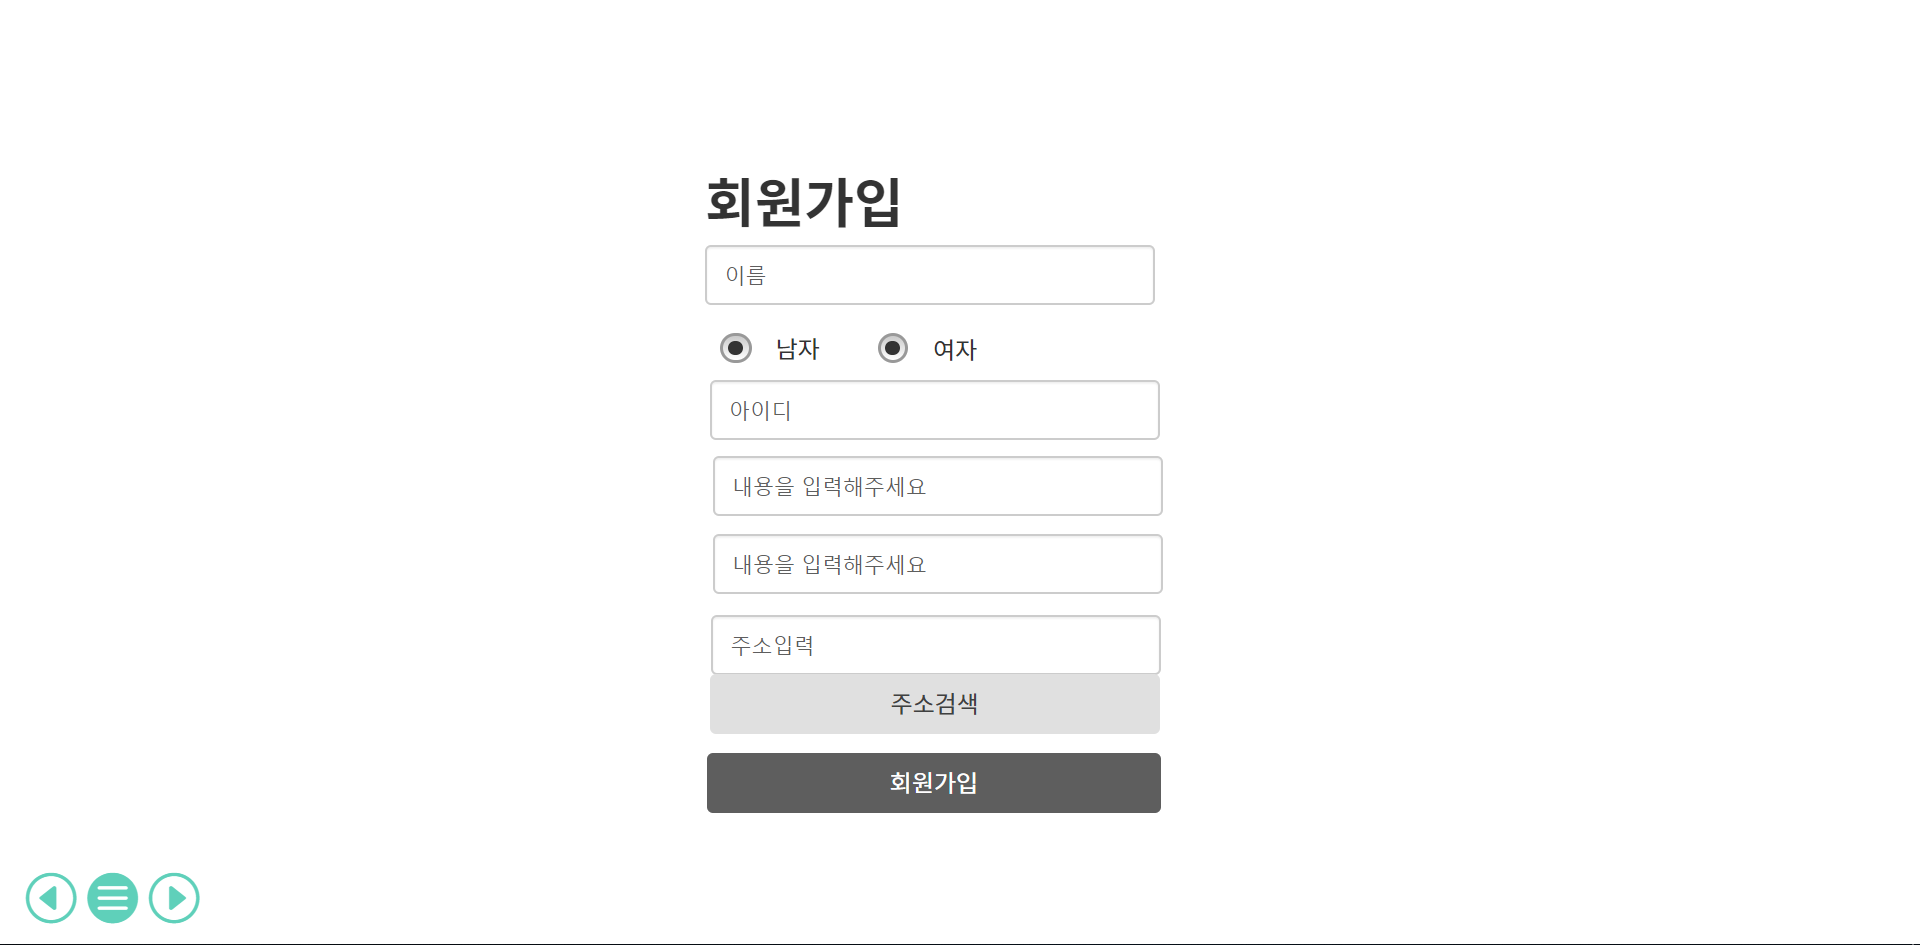 회원가입
이름
남자 여자
아이디
내용을 입력해주세요
내용을 입력해주세요
주소입력
주소검색
회원가입